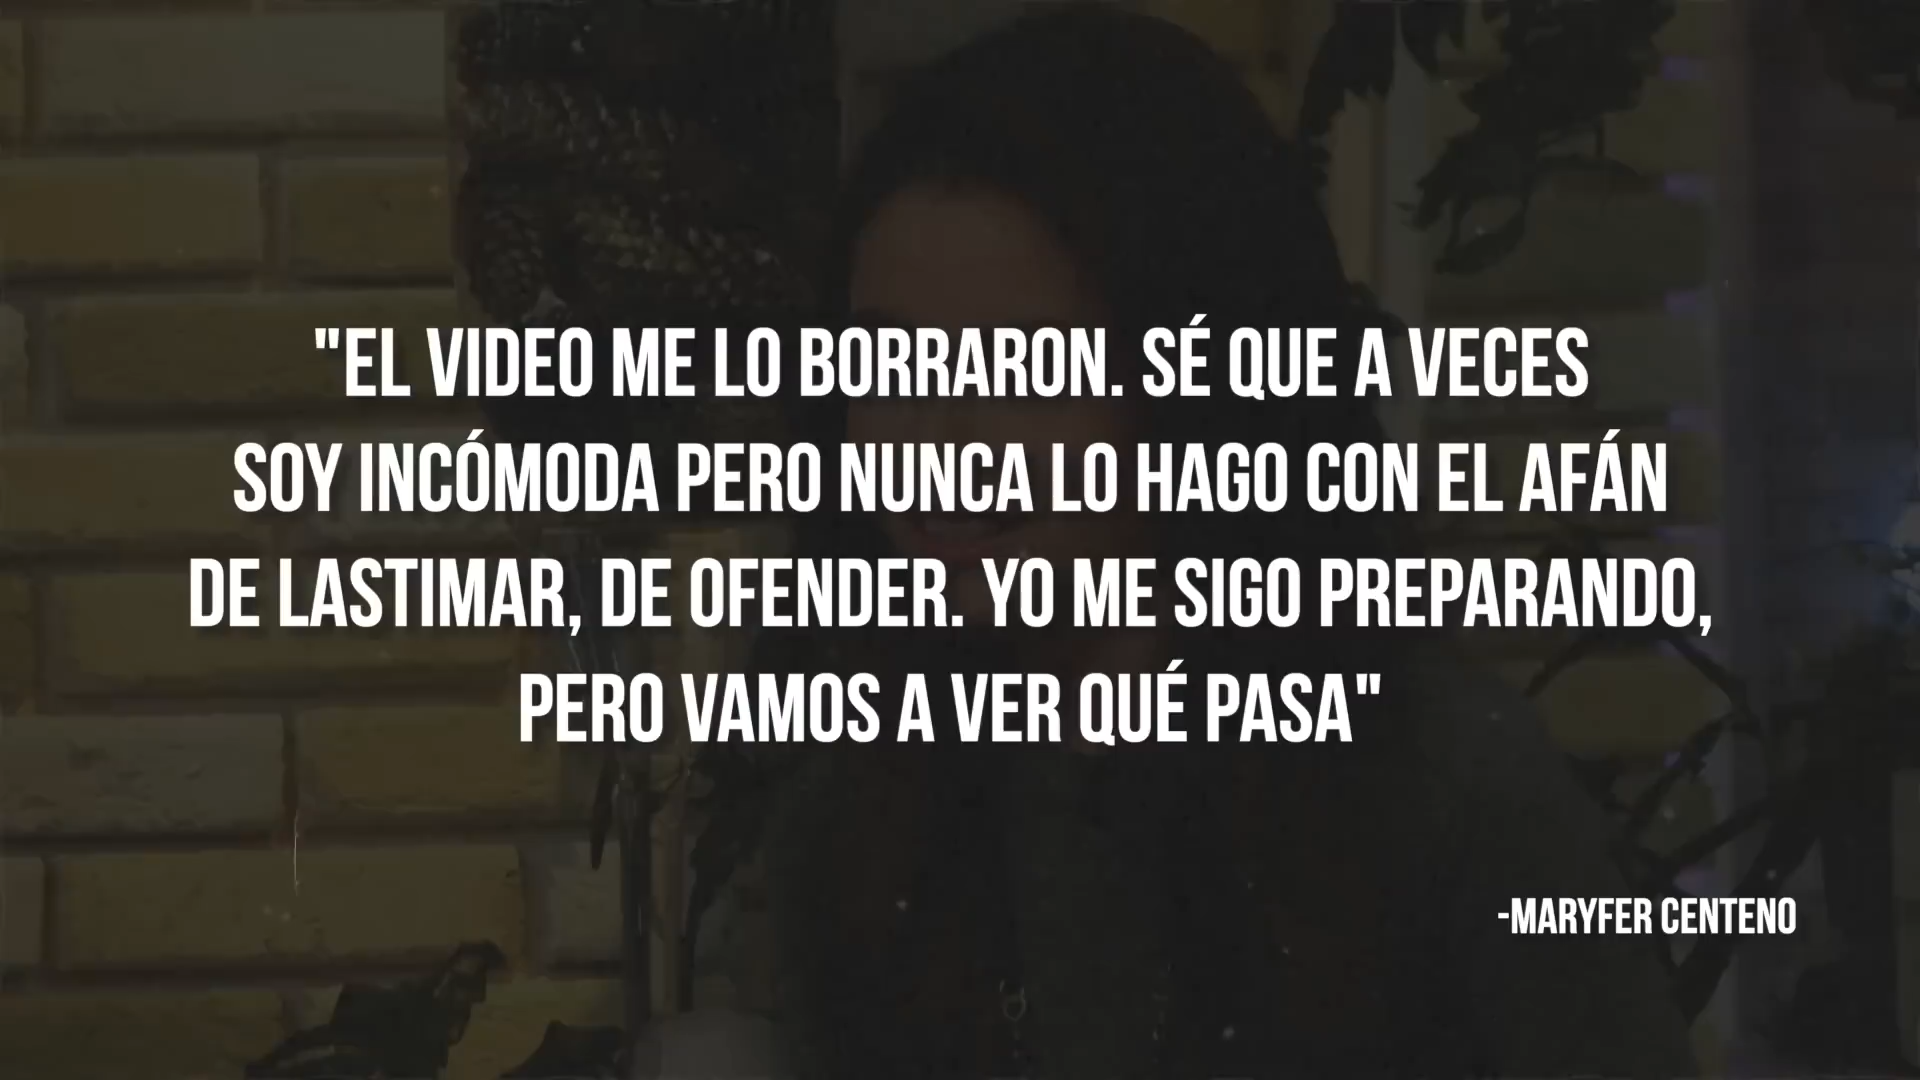 "EL VIDEO ME LO BORRARON. SÉ QUE A VECES
SOY INCÓMODA PERO NUNCA LO HAGO CON EL AFÁN
DE LASTIMAR, DE OFENDER. YO ME SIGO PREPARANDO,
PERO VAMOS A VER QUÉ PASA"
-MARYFER CENTENO